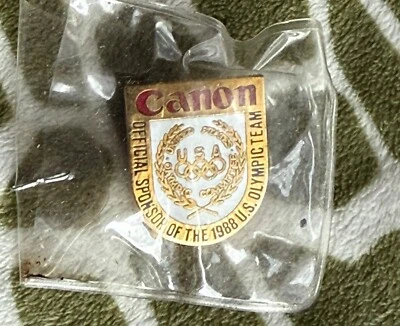 Canon
OFFICIAL SPONSOR OF THE 1988 U.S. OLYMPIC TEAM
USA